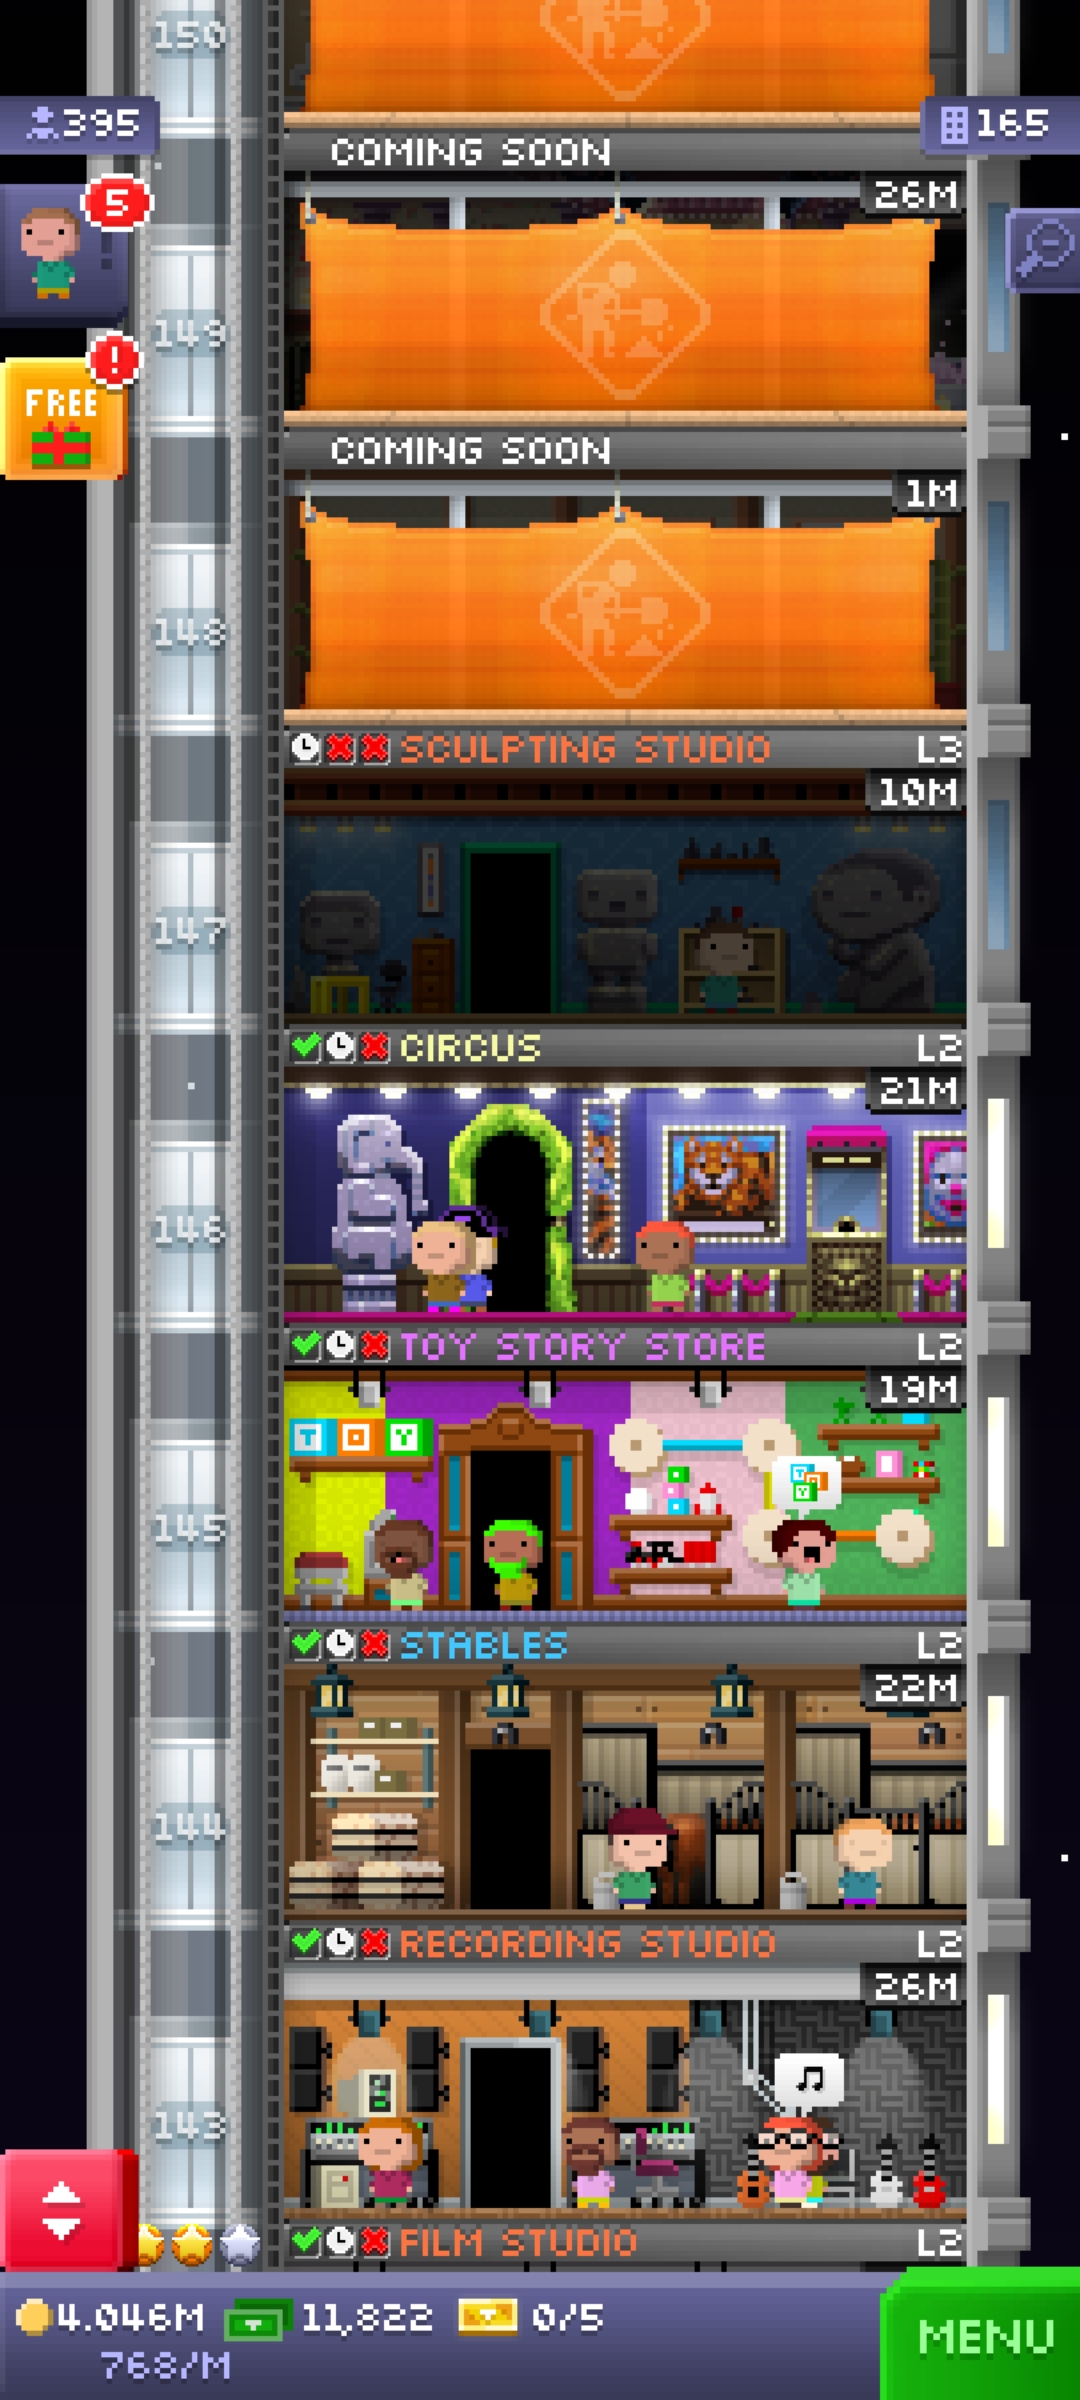 150
395
165
COMING SOON
26M
5
149
FREE
!
COMING SOON
1M
148
SCULPTING STUDIO L3
10M
147
CIRCUS L2
21M
146
TOY STORY STORE L2
19M
T O Y
T O Y
145
STABLES L2
22M
144
RECORDING STUDIO L2
26M
143
FILM STUDIO L2
4.046M 11,822 0/5
768/M
MENU